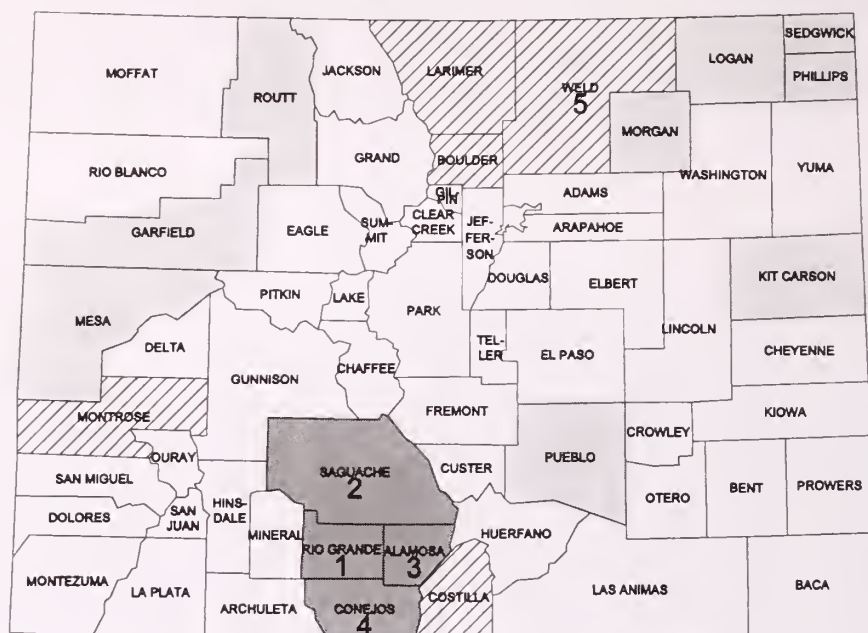 SEDGWICK
MOFFAT
JACKSON
LARIMER
LOGAN
ROUTT
WELD
5
PHILLIPS
MORGAN
GRAND
BOULDER
RIO BLANCO
WASHINGTON
YUMA
GIL-
PIN
ADAMS
CLEAR
CREEK
GARFIELD
EAGLE
SUM-
MIT
JEF-
FER-
SON
ARAPAHOE
DOUGLAS
ELBERT
KIT CARSON
PITKIN
LAKE
PARK
MESA
LINCOLN
DELTA
TEL-
LER
EL PASO
CHEYENNE
GUNNISON
CHAFFEE
MONTROSE
FREMONT
KIOWA
CROWLEY
OURAY
SAGUACHE
2
CUSTER
PUEBLO
SAN MIGUEL
SAN
JUAN
HINS-
DALE
OTERO
BENT
PROWERS
DOLORES
MINERAL
RIO GRANDE
1
ALAMOSA
3
HUERFANO
MONTEZUMA
LA PLATA
ARCHULETA
CONEJOS
4
COSTILLA
LAS ANIMAS
BACA